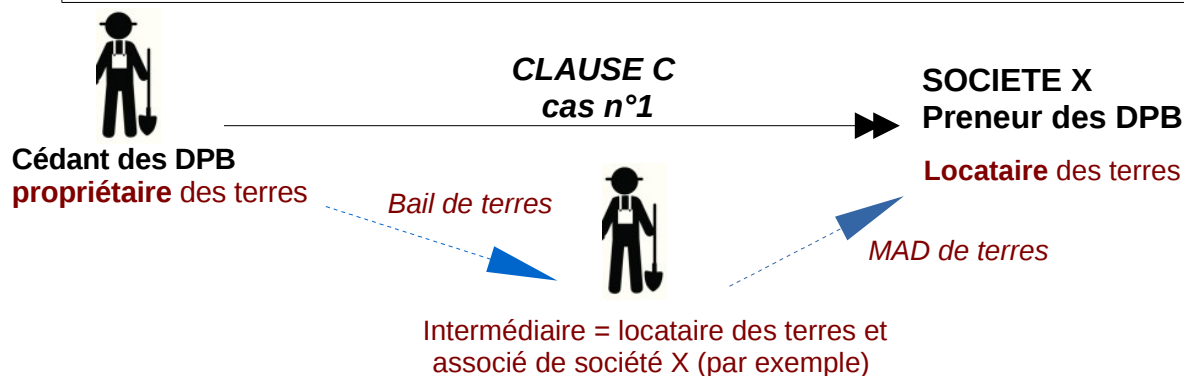 CLAUSE C
cas n°1
SOCIETE X
Preneur des DPB
Cédant des DPB
propriétaire des terres
Locataire des terres
Bail de terres
MAD de terres
Intermédiaire = locataire des terres et
associé de société X (par exemple)